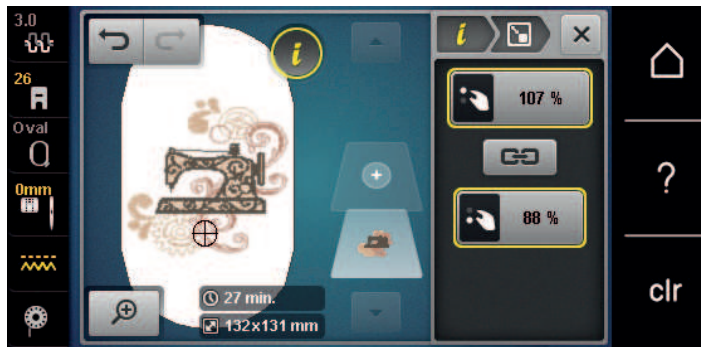 3.0
26
Oval
0mm
i
27 min.
132x131 mm
i
107 %
88 %
?
clr